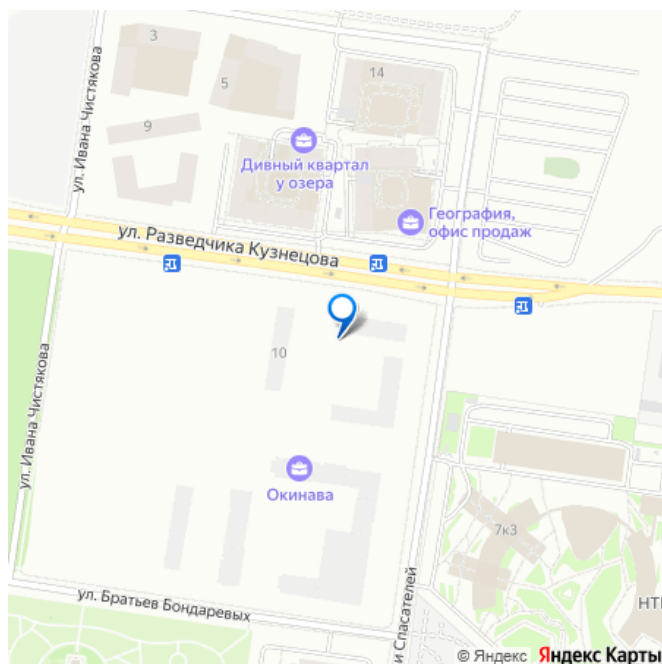 3
5
14
ул. Ивана Чистякова
9
Дивный квартал
у озера
География,
офис продаж
ул. Разведчика Кузнецова
10
ул. Ивана Чистякова
Окинава
7к3
НТ
ул. Братьев Бондаревых
и Спасателей
© Яндекс Яндекс Карты